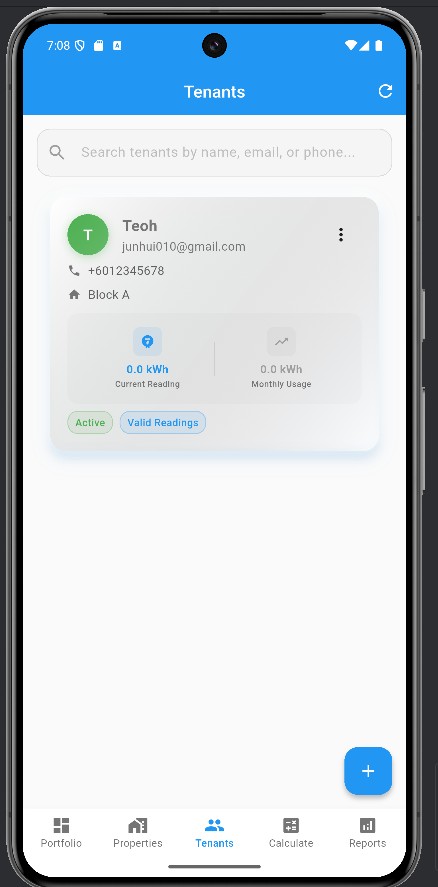 7:08
Tenants
Search tenants by name, email, or phone...
T
Teoh
junhui010@gmail.com
+6012345678
Block A
0.0 kWh
Current Reading
0.0 kWh
Monthly Usage
Active
Valid Readings
Portfolio
Properties
Tenants
Calculate
Reports